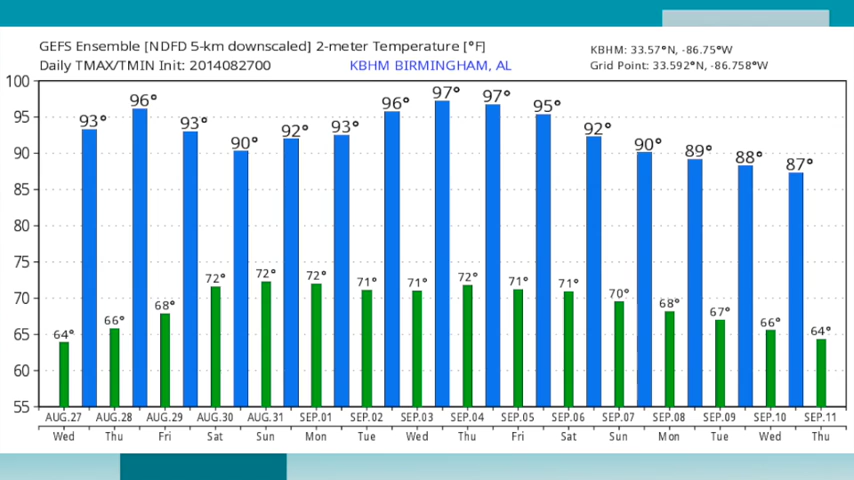 GEFS Ensemble [NDFD 5-km downscaled] 2-meter Temperature [°F]
KBHM: 33.57°N, -86.75°W
Daily TMAX/TMIN Init: 2014082700 KBHM BIRMINGHAM, AL
Grid Point: 33.592°N, -86.758°W
100
95
90
85
80
75
70
65
60
55
93° 96° 93° 90° 92° 93° 96° 97° 97° 95° 92° 90° 89° 88° 87°
64° 66° 68° 72° 72° 72° 71° 71° 72° 71° 71° 70° 68° 67° 66° 64°
AUG.27 AUG.28 AUG.29 AUG.30 AUG.31 SEP.01 SEP.02 SEP.03 SEP.04 SEP.05 SEP.06 SEP.07 SEP.08 SEP.09 SEP.10 SEP.11
Wed Thu Fri Sat Sun Mon Tue Wed Thu Fri Sat Sun Mon Tue Wed Thu